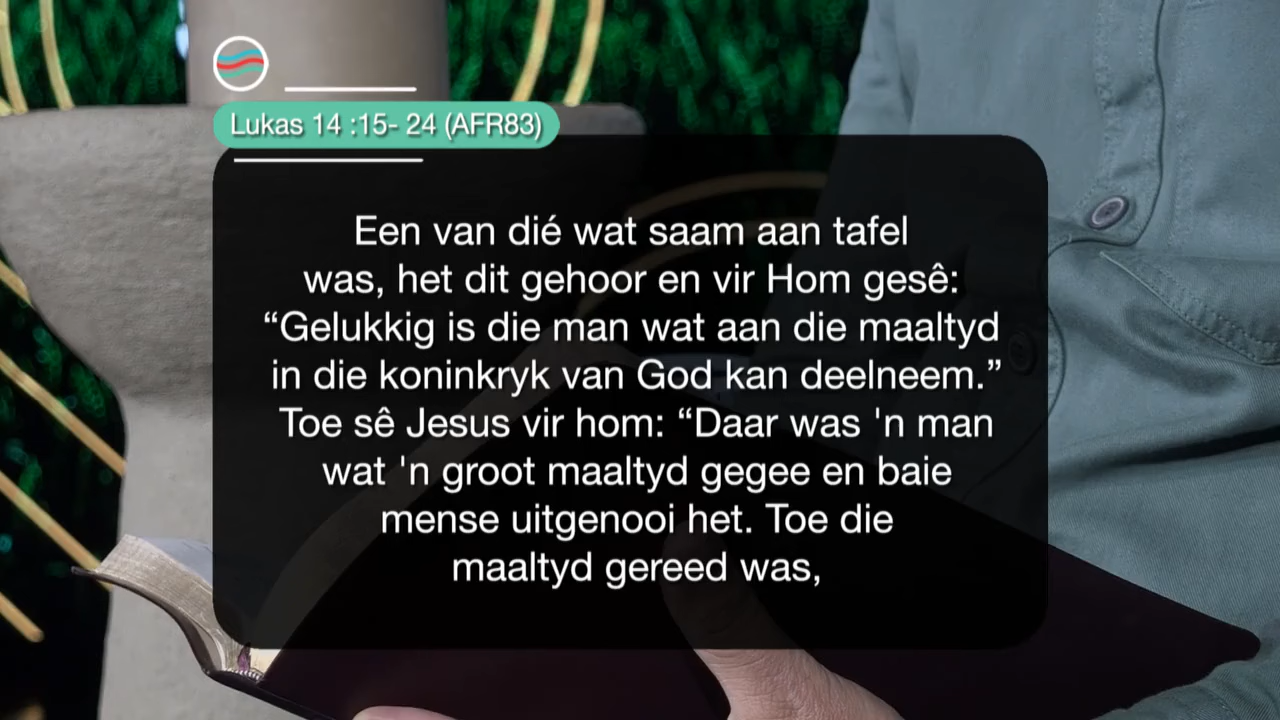 Lukas 14 :15- 24 (AFR83)
Een van dié wat saam aan tafel
was, het dit gehoor en vir Hom gesê:
“Gelukkig is die man wat aan die maaltyd
in die koninkryk van God kan deelneem.”
Toe sê Jesus vir hom: “Daar was 'n man
wat 'n groot maaltyd gegee en baie
mense uitgenooi het. Toe die
maaltyd gereed was,